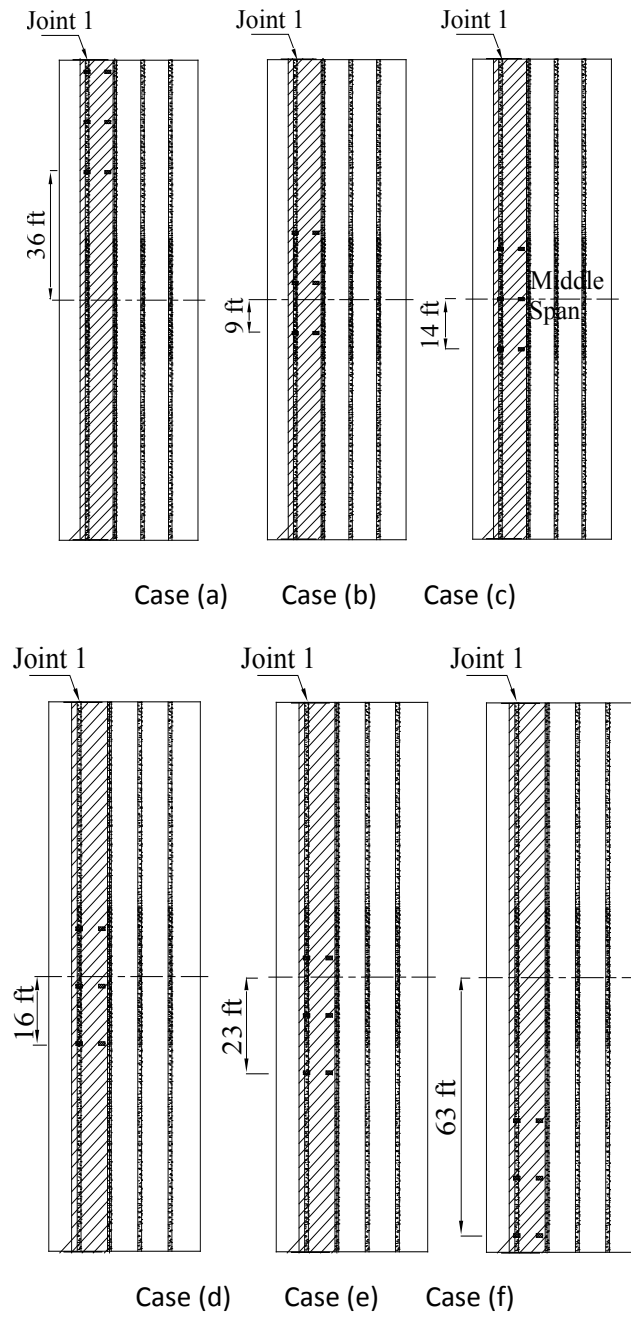 Joint 1
Joint 1
Joint 1
36 ft
9 ft
14 ft
Middle
Span
Case (a)
Case (b)
Case (c)
Joint 1
Joint 1
Joint 1
16 ft
23 ft
63 ft
Case (d)
Case (e)
Case (f)